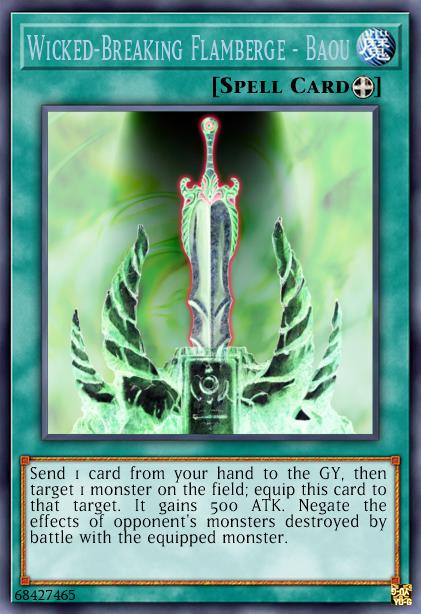 Wicked-Breaking Flamberge - Baou
魔
[Spell Card]
Send 1 card from your hand to the GY, then
target 1 monster on the field; equip this card to
that target. It gains 500 ATK. Negate the
effects of opponent's monsters destroyed by
battle with the equipped monster.
68427465